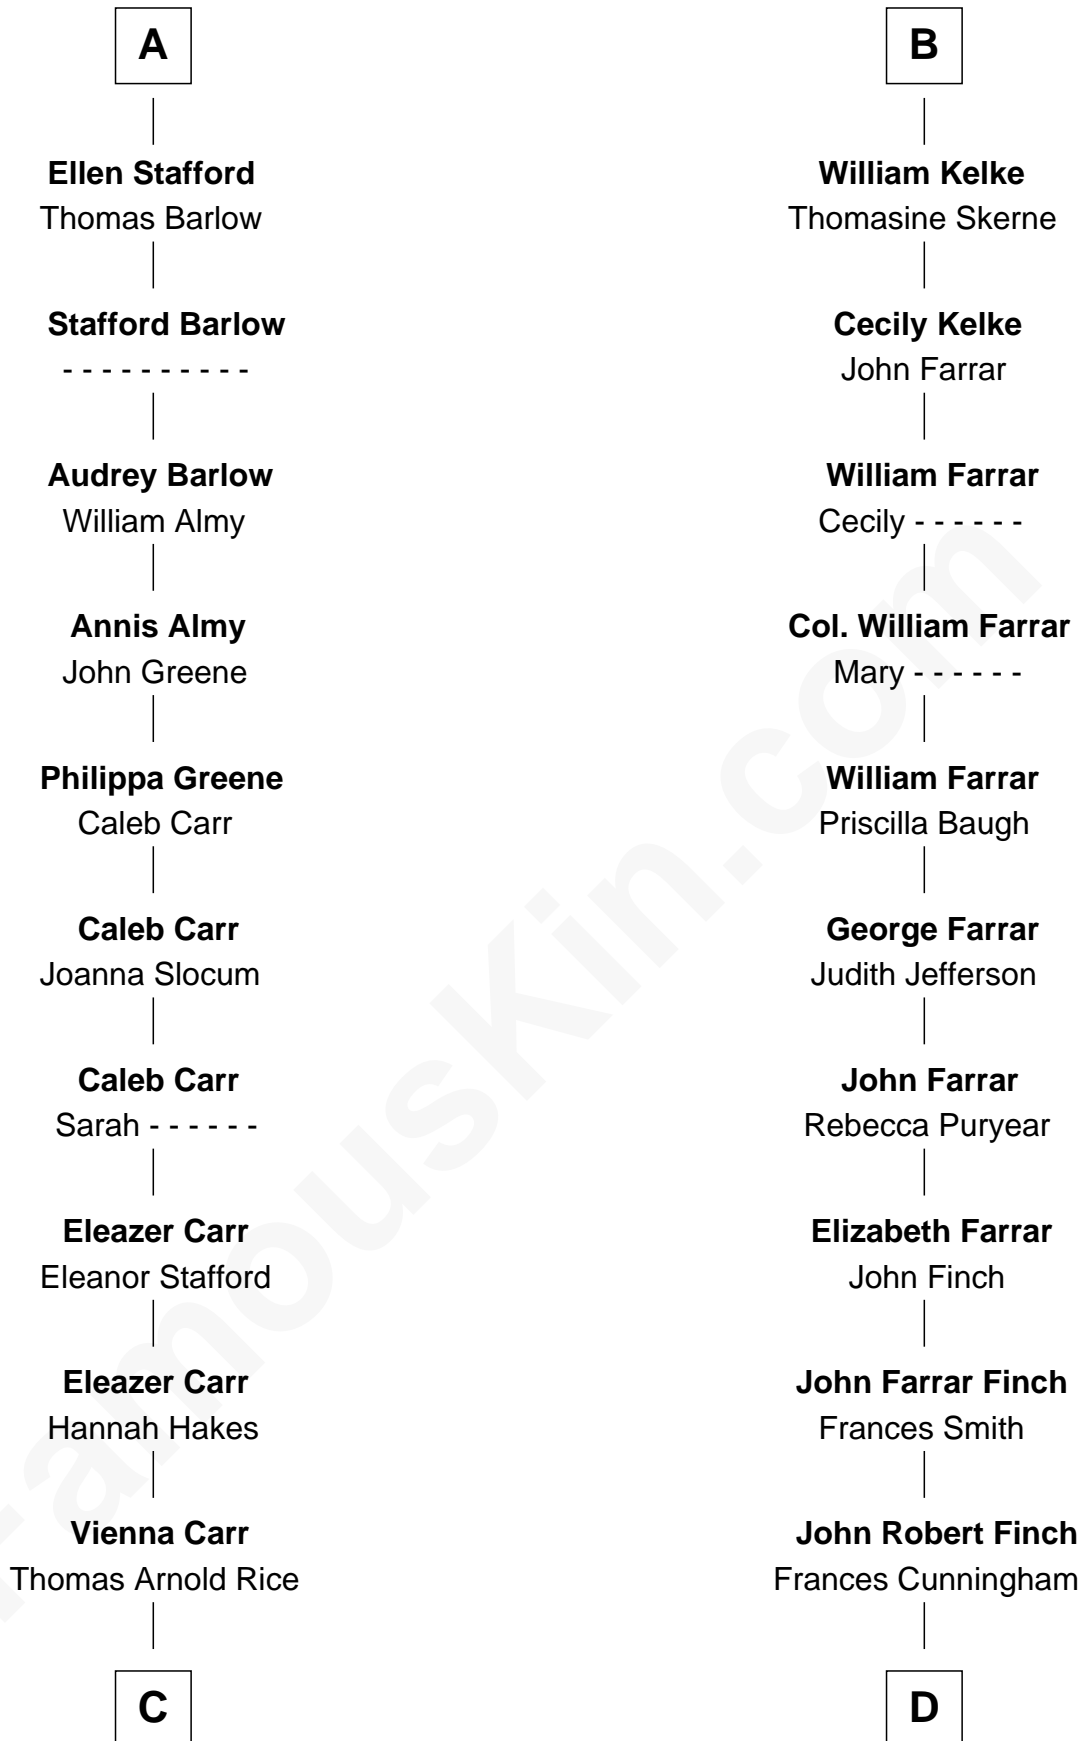 A
Ellen Stafford
Thomas Barlow
Stafford Barlow
- - - - - - - - - -
Audrey Barlow
William Almy
Annis Almy
John Greene
Philippa Greene
Caleb Carr
Caleb Carr
Joanna Slocum
Caleb Carr
Sarah - - - - - -
Eleazer Carr
Eleanor Stafford
Eleazer Carr
Hannah Hakes
Vienna Carr
Thomas Arnold Rice
C
B
William Kelke
Thomasine Skerne
Cecily Kelke
John Farrar
William Farrar
Cecily - - - - - -
Col. William Farrar
Mary - - - - - -
William Farrar
Priscilla Baugh
George Farrar
Judith Jefferson
John Farrar
Rebecca Puryear
Elizabeth Farrar
John Finch
John Farrar Finch
Frances Smith
John Robert Finch
Frances Cunningham
D
FamousKin.com